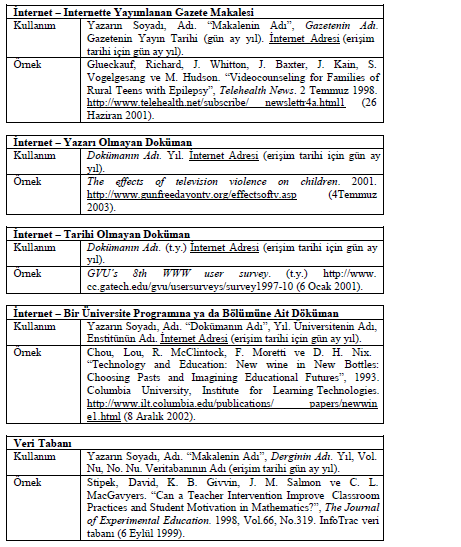 İnternet – Internette Yayımlanan Gazete Makalesi
Kullanım
Yazarın Soyadı, Adı. “Makalenin Adı”, Gazetenin Adı.
Gazetenin Yayın Tarihi (gün ay yıl). İnternet Adresi (erişim
tarihi için gün ay yıl).
Örnek
Glueckauf, Richard, J. Whitton, J. Baxter, J. Kain, S.
Vogelgesang ve M. Hudson. “Videocounseling for Families of
Rural Teens with Epilepsy”, Telehealth News. 2 Temmuz 1998.
http://www.telehealth.net/subscribe/ newslettr4a.html1 (26
Haziran 2001).
İnternet – Yazarı Olmayan Doküman
Kullanım
Dokümanın Adı. Yıl. İnternet Adresi (erişim tarihi için gün ay
yıl).
Örnek
The effects of television violence on children. 2001.
http://www.gunfreedayontv.org/effectsoftv.asp (4Temmuz
2003).
İnternet – Tarihi Olmayan Doküman
Kullanım
Dokümanın Adı. (t.y.) İnternet Adresi (erişim tarihi için gün ay
yıl).
Örnek
GVU’s 8th WWW user survey. (t.y.) http://www.
cc.gatech.edu/gvu/usersurveys/survey1997-10 (6 Ocak 2001).
İnternet – Bir Üniversite Programına ya da Bölümüne Ait Döküman
Kullanım
Yazarın Soyadı, Adı. “Dokümanın Adı”, Yıl. Üniversitenin Adı,
Enstitünün Adı. İnternet Adresi (erişim tarihi için gün ay yıl).
Örnek
Chou, Lou, R. McClintock, F. Moretti ve D. H. Nix.
“Technology and Education: New wine in New Bottles:
Choosing Pasts and Imagining Educational Futures”, 1993.
Columbia University, Institute for Learning Technologies.
http://www.ilt.columbia.edu/publications/ papers/newwin
e1.html (8 Aralık 2002).
Veri Tabanı
Kullanım
Yazarın Soyadı, Adı. “Makalenin Adı”, Derginin Adı. Yıl, Vol.
Nu, No. Nu. Veritabanının Adı (erişim tarihi gün ay yıl).
Örnek
Stipek, David, K. B. Givvin, J. M. Salmon ve C. L.
MacGavyers. “Can a Teacher Intervention Improve Classroom
Practices and Student Motivation in Mathematics?”, The Journal
of Experimental Education. 1998, Vol.66, No.319. InfoTrac veri
tabanı (6 Eylül 1999).